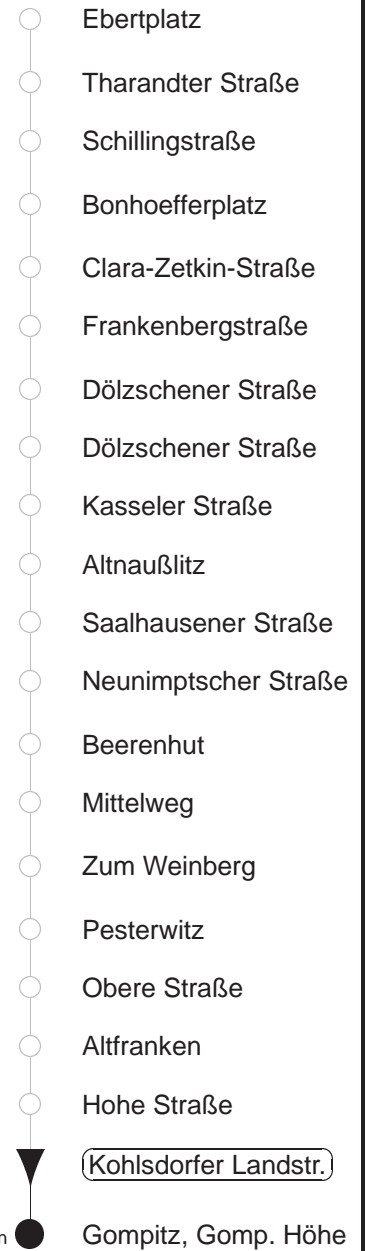 Ebertplatz
Tharandter Straße
Schillingstraße
Bonhoefferplatz
Clara-Zetkin-Straße
Frankenbergstraße
Dölzschener Straße
Dölzschener Straße
Kasseler Straße
Altnaußlitz
Saalhausener Straße
Neunimptscher Straße
Beerenhut
Mittelweg
Zum Weinberg
Pesterwitz
Obere Straße
Altfranken
Hohe Straße
Kohlsdorfer Landstr.
Gompitz, Gomp. Höhe